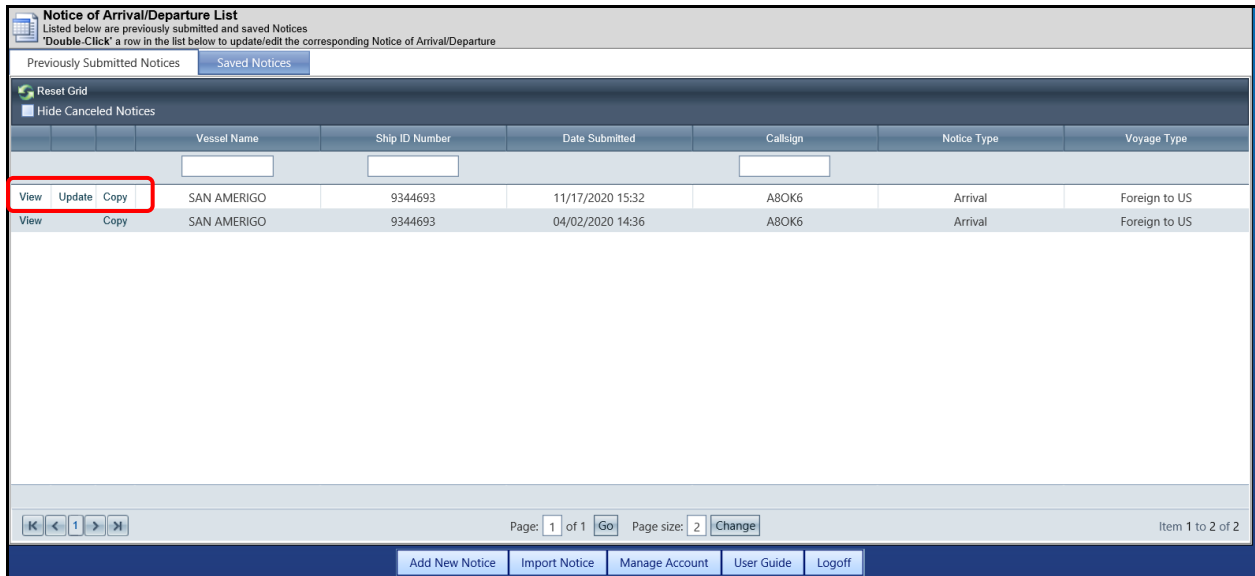 Notice of Arrival/Departure List
Listed below are previously submitted and saved Notices
'Double-Click' a row in the list below to update/edit the corresponding Notice of Arrival/Departure
Previously Submitted Notices Saved Notices
Reset Grid
Hide Canceled Notices
Vessel Name Ship ID Number Date Submitted Callsign Notice Type Voyage Type
View Update Copy SAN AMERIGO 9344693 11/17/2020 15:32 A8OK6 Arrival Foreign to US
View Copy SAN AMERIGO 9344693 04/02/2020 14:36 A8OK6 Arrival Foreign to US
1 Page: 1 of 1 Go Page size: 2 Change Item 1 to 2 of 2
Add New Notice Import Notice Manage Account User Guide Logoff